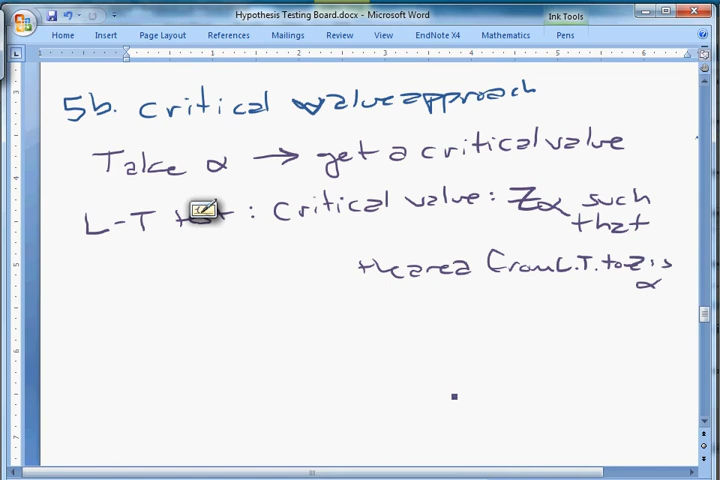 Hypothesis Testing Board.docx - Microsoft Word
Ink Tools
Home Insert Page Layout References Mailings Review View EndNote X4 Mathematics Pens
5b. Critical value approach
Take α → get a critical value
L-T : Critical value: Zα such
that
the area from L.T. to Z is
α